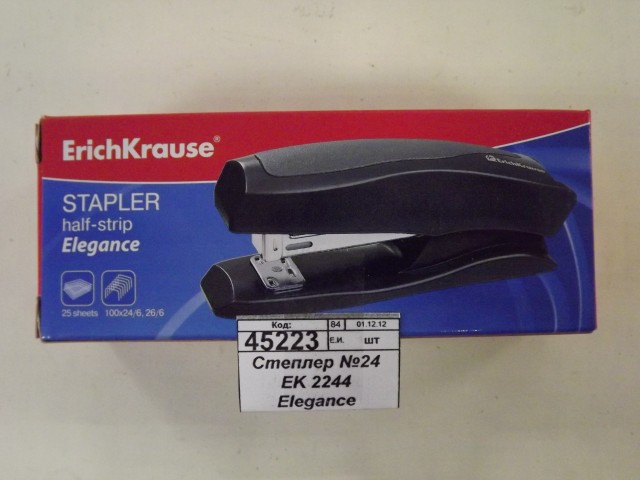 ErichKrause®
STAPLER
half-strip
Elegance
25 sheets
100x24/6, 26/6
ErichKrause
Код: 84 01.12.12
45223 Е.И. шт
Степлер №24
EK 2244
Elegance